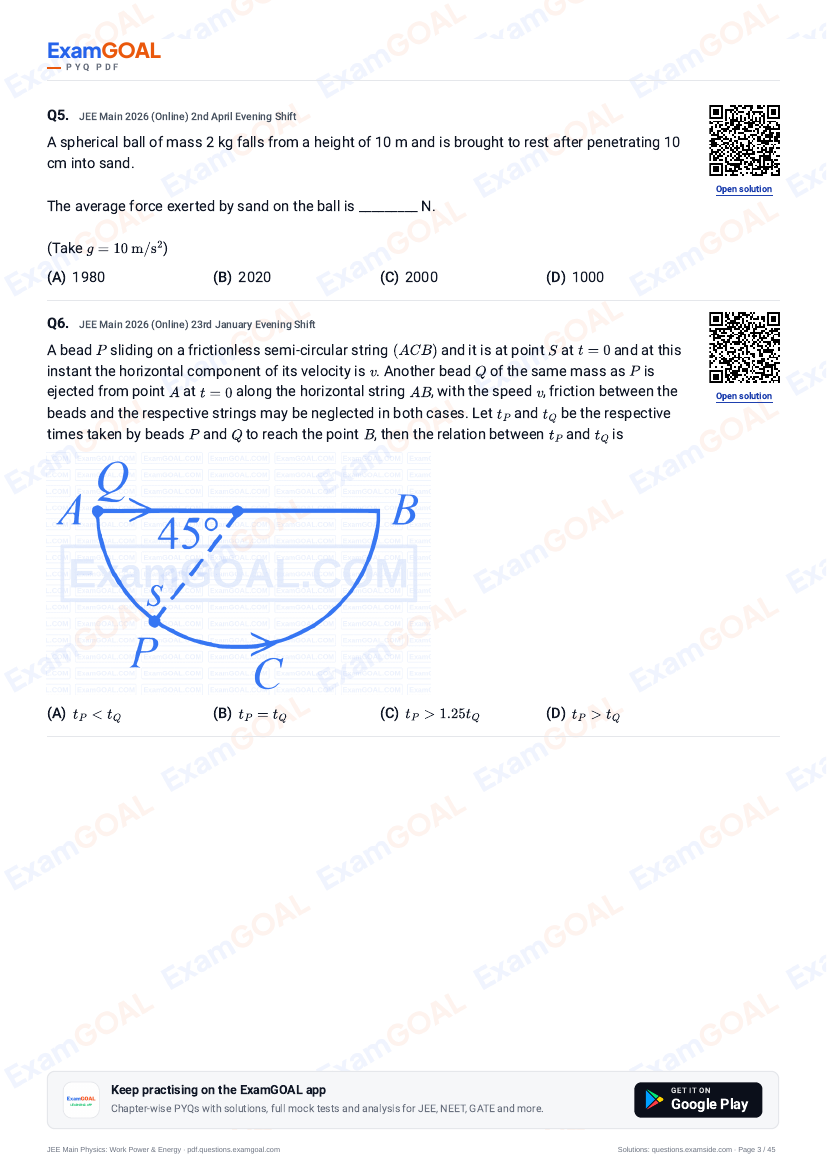 ExamGOAL
PYQ PDF
Q5. JEE Main 2026 (Online) 2nd April Evening Shift
A spherical ball of mass 2 kg falls from a height of 10 m and is brought to rest after penetrating 10
cm into sand.
Open solution
The average force exerted by sand on the ball is ________ N.
(Take g = 10 m/s²)
(A) 1980 (B) 2020 (C) 2000 (D) 1000
Q6. JEE Main 2026 (Online) 23rd January Evening Shift
A bead P sliding on a frictionless semi-circular string (ACB) and it is at point S at t = 0 and at this
instant the horizontal component of its velocity is v. Another bead Q of the same mass as P is
ejected from point A at t = 0 along the horizontal string AB, with the speed v, friction between the
beads and the respective strings may be neglected in both cases. Let t_P and t_Q be the respective
times taken by beads P and Q to reach the point B, then the relation between t_P and t_Q is
Open solution
Q
A B
45°
ExamGOAL.COM
S
P
C
(A) t_P < t_Q (B) t_P = t_Q (C) t_P > 1.25t_Q (D) t_P > t_Q
Keep practising on the ExamGOAL app
Chapter-wise PYQs with solutions, full mock tests and analysis for JEE, NEET, GATE and more.
GET IT ON
Google Play
JEE Main Physics: Work Power & Energy · pdf.questions.examgoal.com Solutions: questions.examside.com · Page 3 / 45